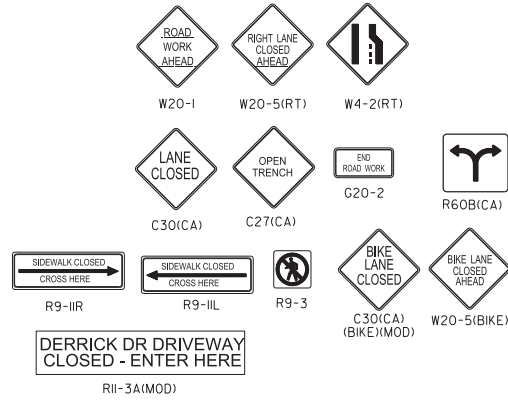 ROAD
WORK
AHEAD
W20-1
RIGHT LANE
CLOSED
AHEAD
W20-5(RT)
W4-2(RT)
LANE
CLOSED
C30(CA)
OPEN
TRENCH
C27(CA)
END
ROAD WORK
G20-2
R60B(CA)
SIDEWALK CLOSED
CROSS HERE
R9-11R
SIDEWALK CLOSED
CROSS HERE
R9-11L
R9-3
BIKE
LANE
CLOSED
C30(CA)
(BIKE)(MOD)
BIKE LANE
CLOSED
AHEAD
W20-5(BIKE)
DERRICK DR DRIVEWAY
CLOSED - ENTER HERE
R11-3A(MOD)